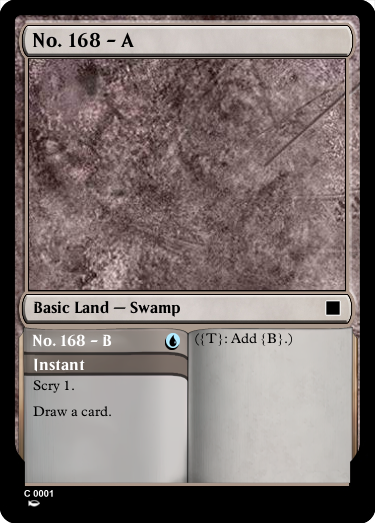 No. 168 – A
Basic Land — Swamp
No. 168 – B
Instant
Scry 1.
Draw a card.
({T}: Add {B}.)
C 0001